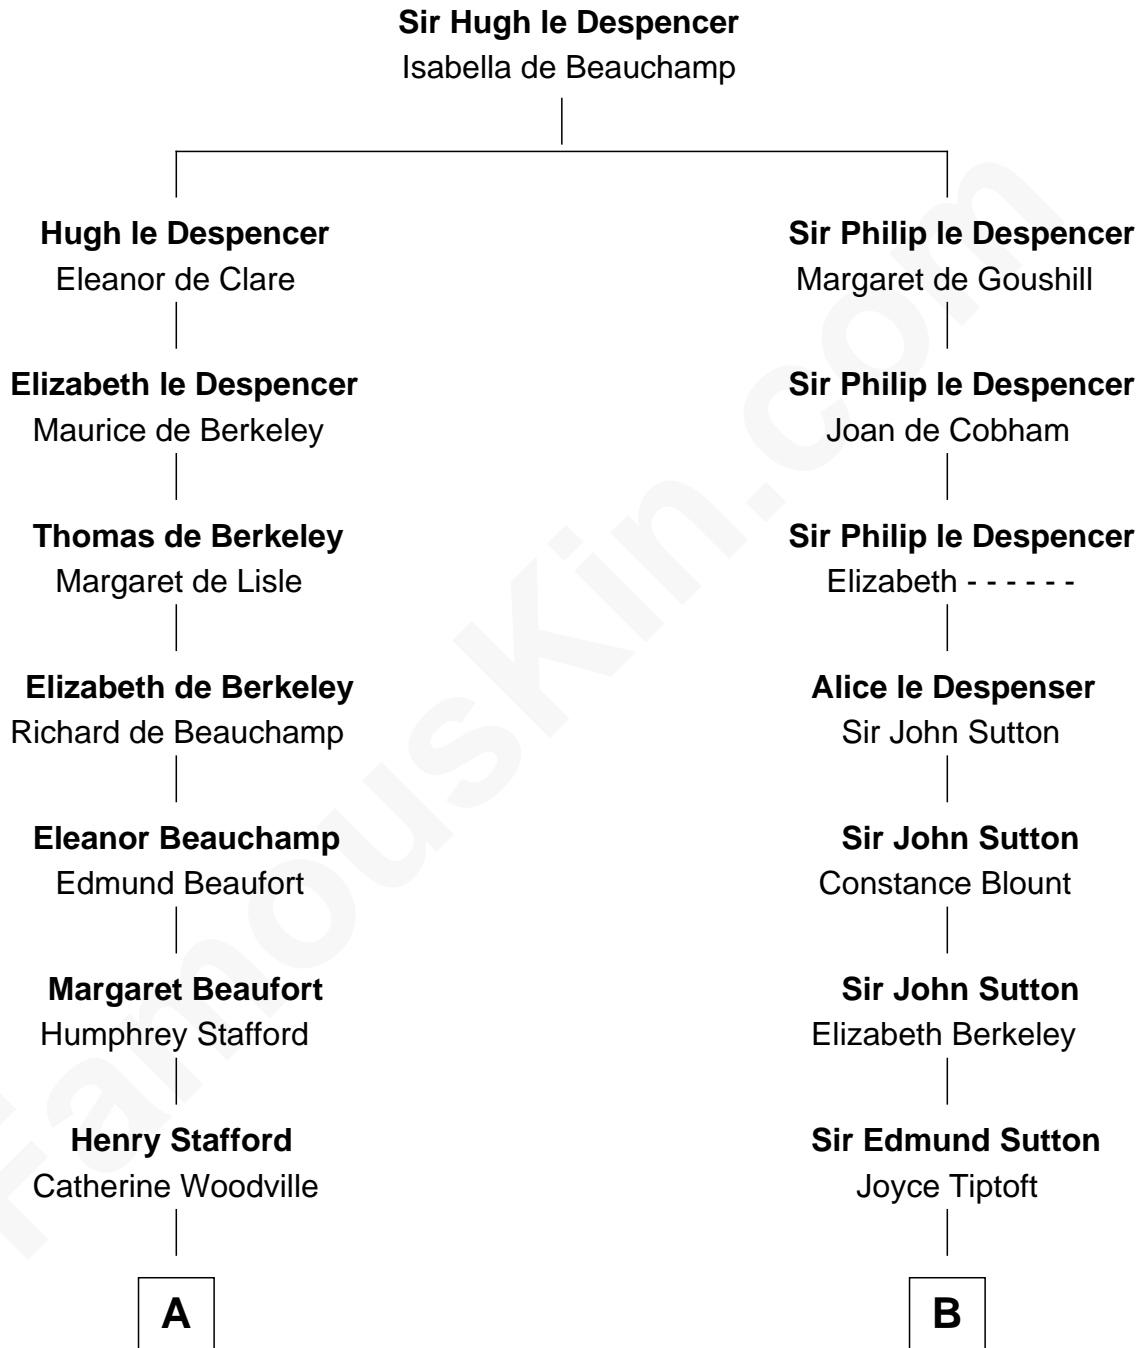 Sir Hugh le Despencer
Isabella de Beauchamp
Hugh le Despencer
Eleanor de Clare
Elizabeth le Despencer
Maurice de Berkeley
Thomas de Berkeley
Margaret de Lisle
Elizabeth de Berkeley
Richard de Beauchamp
Eleanor Beauchamp
Edmund Beaufort
Margaret Beaufort
Humphrey Stafford
Henry Stafford
Catherine Woodville
A
Sir Philip le Despencer
Margaret de Goushill
Sir Philip le Despencer
Joan de Cobham
Sir Philip le Despencer
Elizabeth - - - - - -
Alice le Despenser
Sir John Sutton
Sir John Sutton
Constance Blount
Sir John Sutton
Elizabeth Berkeley
Sir Edmund Sutton
Joyce Tiptoft
B
FamousKin.com